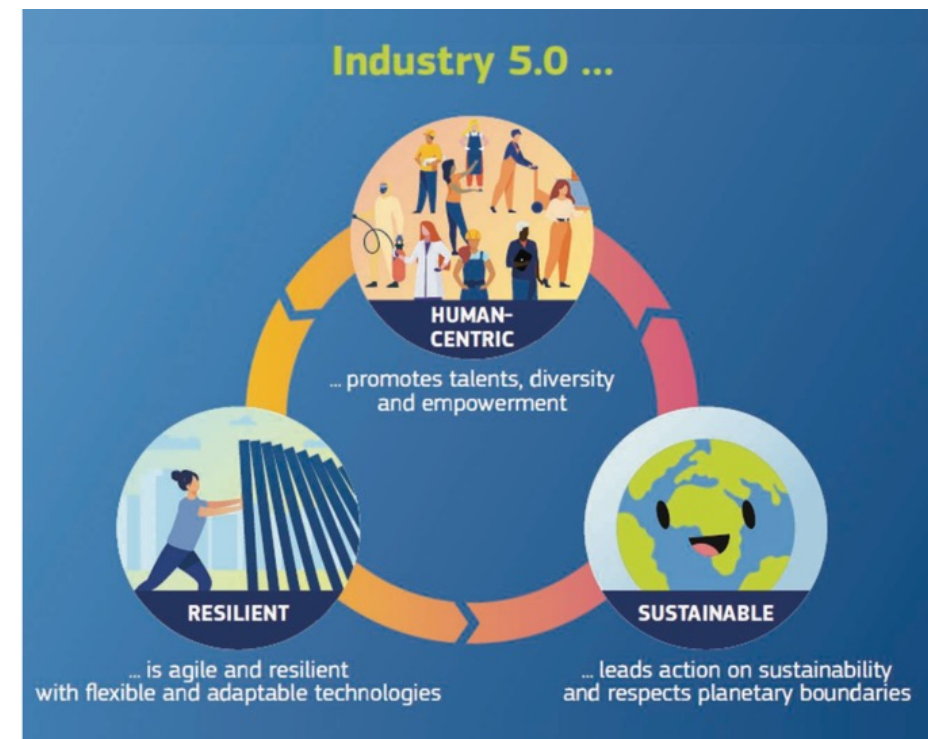 Industry 5.0 ...
HUMAN-
CENTRIC
... promotes talents, diversity
and empowerment
RESILIENT
... is agile and resilient
with flexible and adaptable technologies
SUSTAINABLE
... leads action on sustainability
and respects planetary boundaries